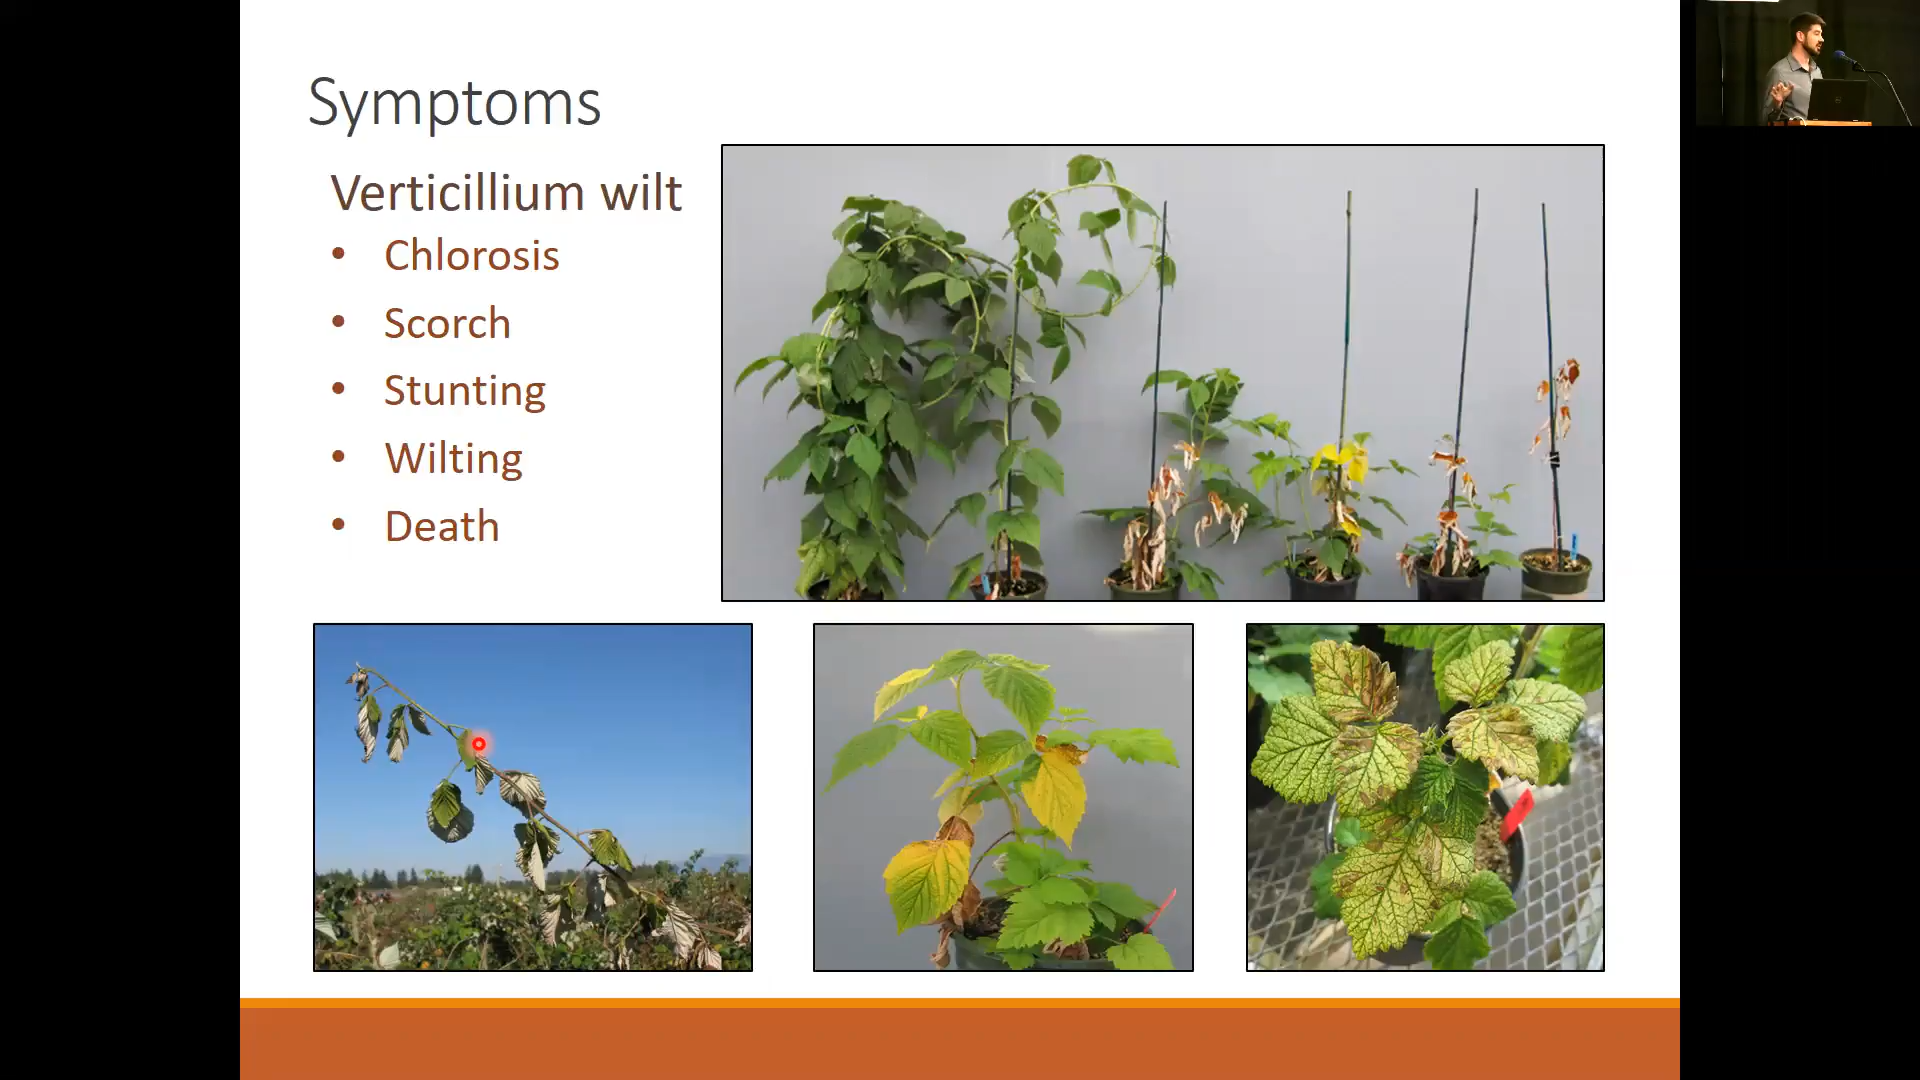 Symptoms
Verticillium wilt
• Chlorosis
• Scorch
• Stunting
• Wilting
• Death